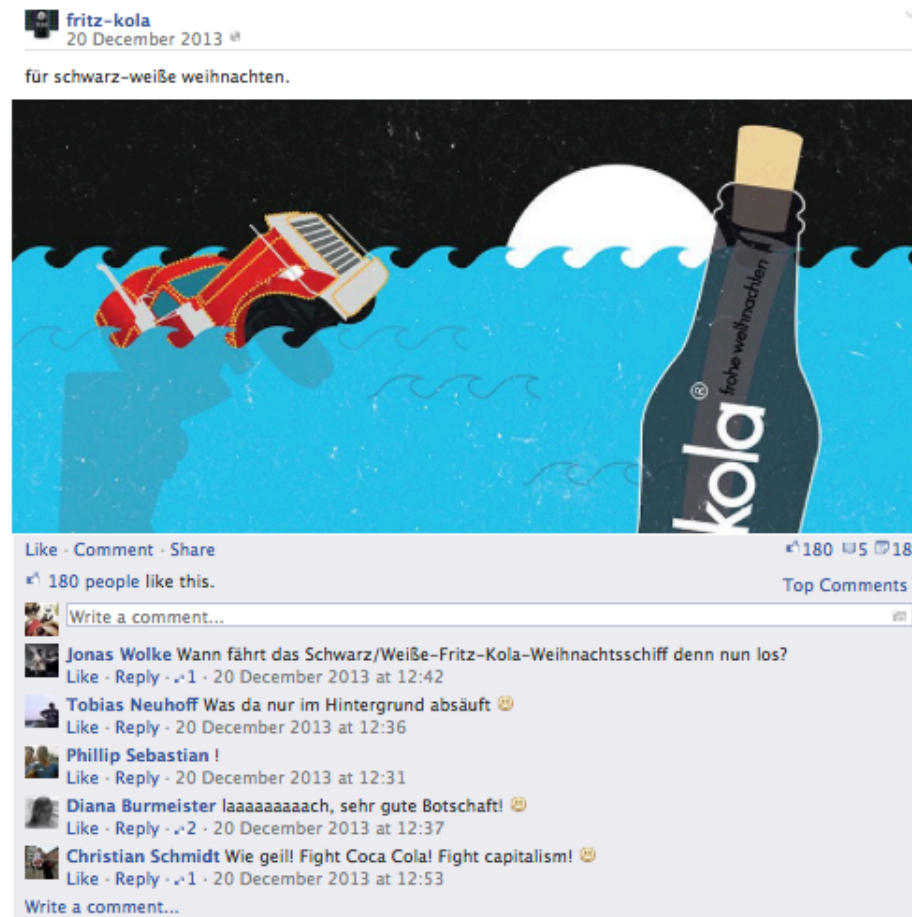 fritz-kola
20 December 2013
für schwarz-weiße weihnachten.
frohe weihnachten
kola®
Like · Comment · Share
180 5 18
180 people like this.
Top Comments
Write a comment...
Jonas Wolke Wann fährt das Schwarz/Weiße-Fritz-Kola-Weihnachtsschiff denn nun los?
Like · Reply · 1 · 20 December 2013 at 12:42
Tobias Neuhoff Was da nur im Hintergrund absäuft
Like · Reply · 20 December 2013 at 12:36
Phillip Sebastian !
Like · Reply · 20 December 2013 at 12:31
Diana Burmeister laaaaaaaaach, sehr gute Botschaft!
Like · Reply · 2 · 20 December 2013 at 12:37
Christian Schmidt Wie geil! Fight Coca Cola! Fight capitalism!
Like · Reply · 1 · 20 December 2013 at 12:53
Write a comment...